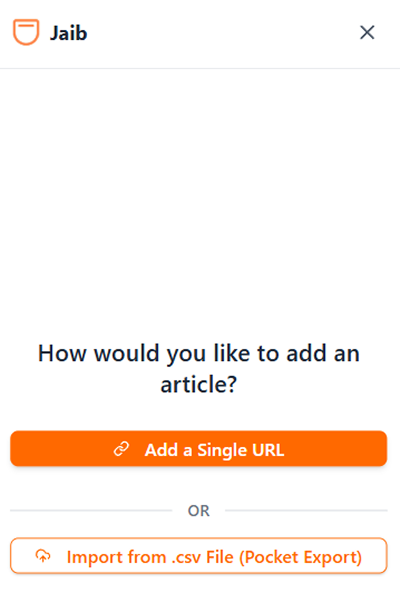 Jaib
How would you like to add an
article?
Add a Single URL
OR
Import from .csv File (Pocket Export)